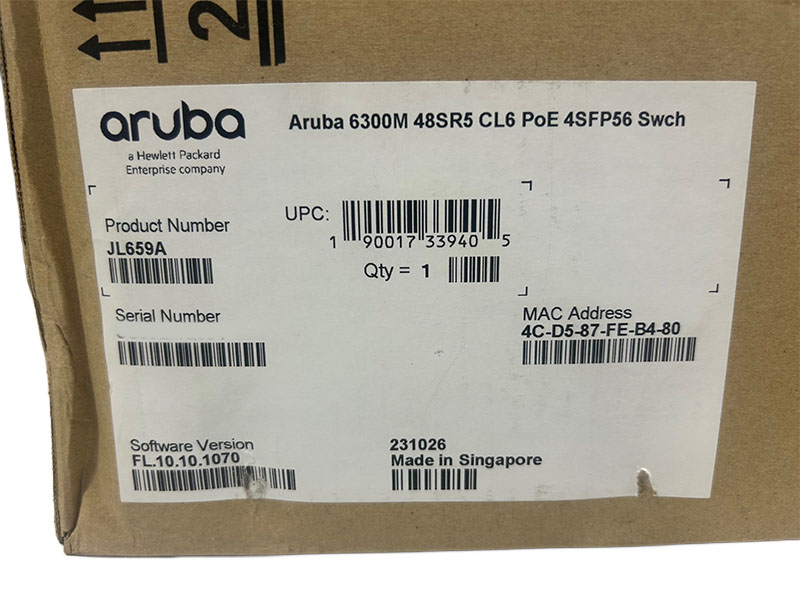 2
aruba
a Hewlett Packard
Enterprise company
Aruba 6300M 48SR5 CL6 PoE 4SFP56 Swch
Product Number
JL659A
UPC:
1 90017 33940 5
Qty = 1
Serial Number
MAC Address
4C-D5-87-FE-B4-80
Software Version
FL.10.10.1070
231026
Made in Singapore